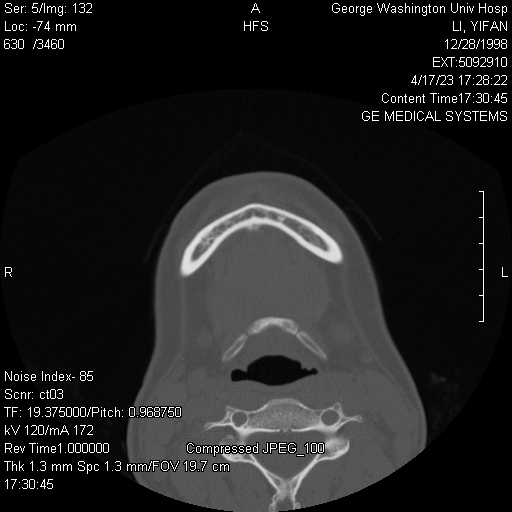 Ser: 5/Img: 132
Loc: -74 mm
630 /3460
A
HFS
George Washington Univ Hosp
LI, YIFAN
12/28/1998
EXT:5092910
4/17/23 17:28:22
Content Time17:30:45
GE MEDICAL SYSTEMS
R
L
Noise Index- 85
Scnr: ct03
TF: 19.375000/Pitch: 0.968750
kV 120/mA 172
Rev Time1.000000
Compressed JPEG_100
Thk 1.3 mm Spc 1.3 mm/FOV 19.7 cm
17:30:45